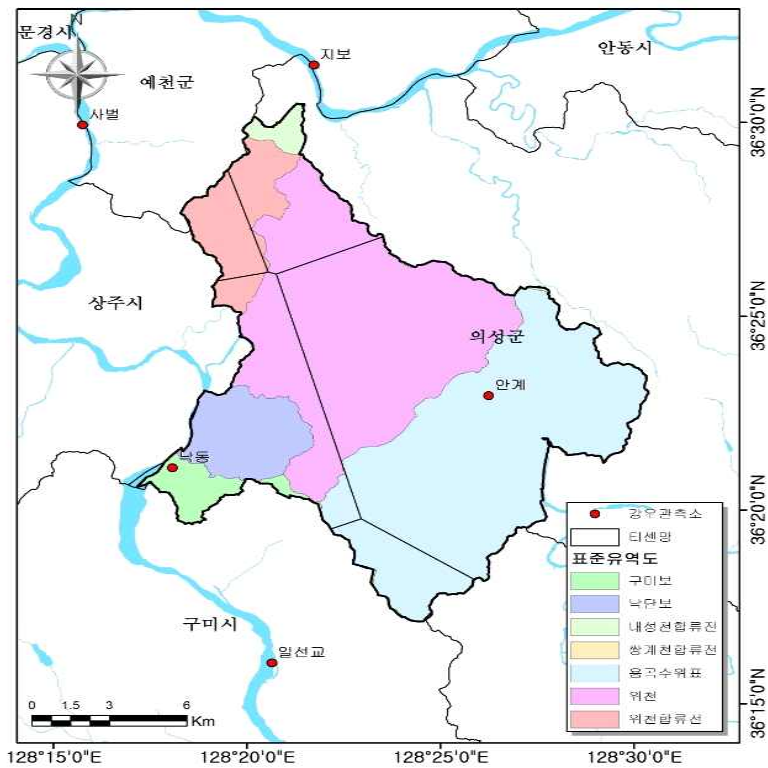 문경시
N
지보
안동시
예천군
사벌
36°30'0"N
상주시
36°25'0"N
의성군
안계
낙동
36°20'0"N
강우관측소
티센망
표준유역도
구미보
낙단보
내성천합류전
쌍계천합류전
용곡수위표
위천
위천합류전
구미시
일선교
36°15'0"N
0 1.5 3 6
Km
128°15'0"E 128°20'0"E 128°25'0"E 128°30'0"E